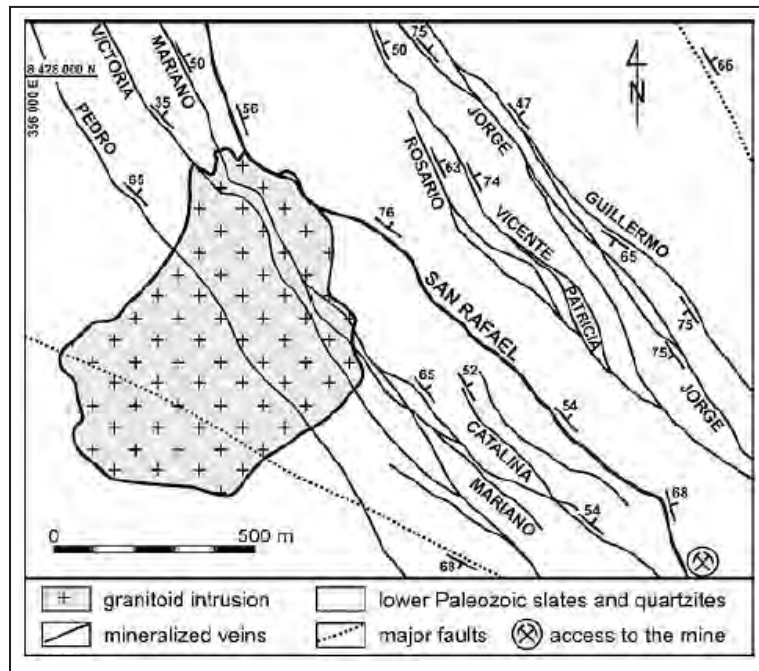 VICTORIA
MARIANO
PEDRO
8 478 000 N
356 000 E
50
56
35
65
50
75
JORGE
47
66
N
ROSARIO
63
74
VICENTE
PATRICIA
GUILLERMO
65
75
75
JORGE
76
SAN RAFAEL
65
52
CATALINA
54
MARIANO
54
68
68
0 500 m
granitoid intrusion
lower Paleozoic slates and quartzites
mineralized veins
major faults
access to the mine